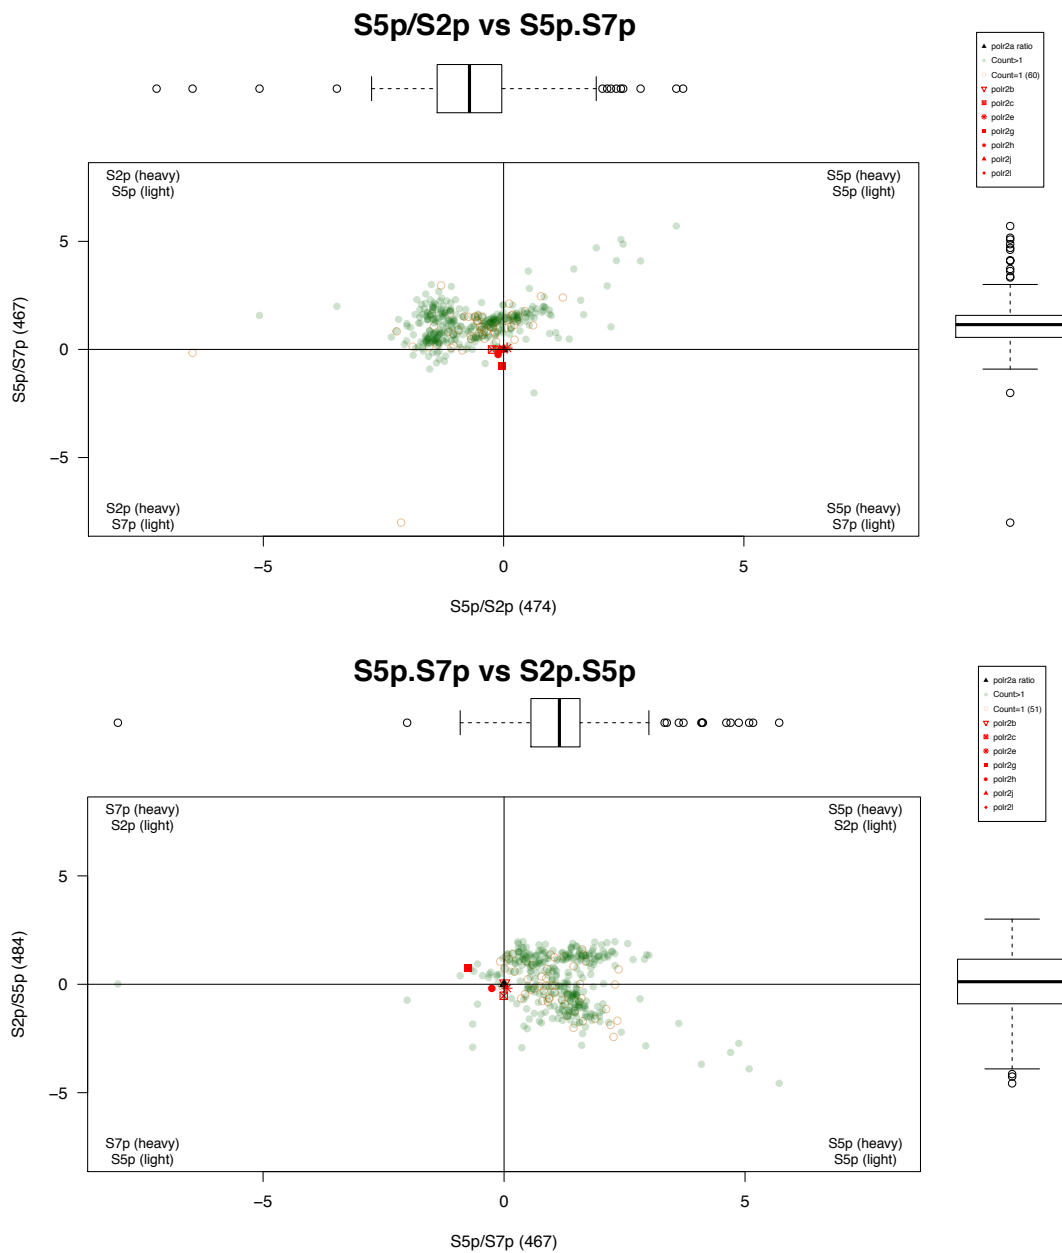 S5p/S2p vs S5p.S7p
polr2a ratio
Count>1
Count=1 (60)
polr2b
polr2c
polr2e
polr2g
polr2h
polr2j
polr2l
S2p (heavy)
S5p (light)
S5p (heavy)
S5p (light)
5
0
−5
S5p/S7p (467)
S2p (heavy)
S7p (light)
S5p (heavy)
S7p (light)
−5
0
5
S5p/S2p (474)
S5p.S7p vs S2p.S5p
polr2a ratio
Count>1
Count=1 (51)
polr2b
polr2c
polr2e
polr2g
polr2h
polr2j
polr2l
S7p (heavy)
S2p (light)
S5p (heavy)
S2p (light)
5
0
−5
S2p/S5p (484)
S7p (heavy)
S5p (light)
S5p (heavy)
S5p (light)
−5
0
5
S5p/S7p (467)